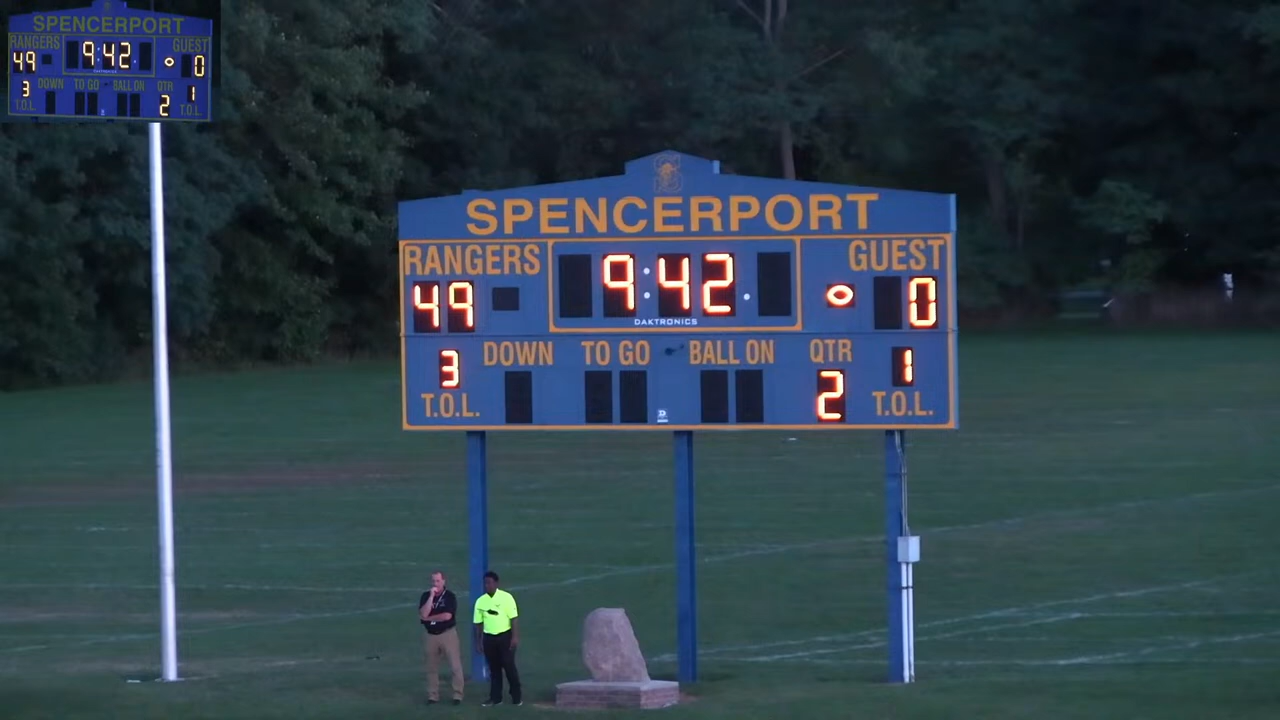 SPENCERPORT
RANGERS 9:42 GUEST
49 0
DAKTRONICS
3 DOWN TO GO BALL ON QTR 1
T.O.L. 2 T.O.L.
SPENCERPORT
RANGERS 9:42 GUEST
49 0
DAKTRONICS
3 DOWN TO GO BALL ON QTR 1
T.O.L. D 2 T.O.L.